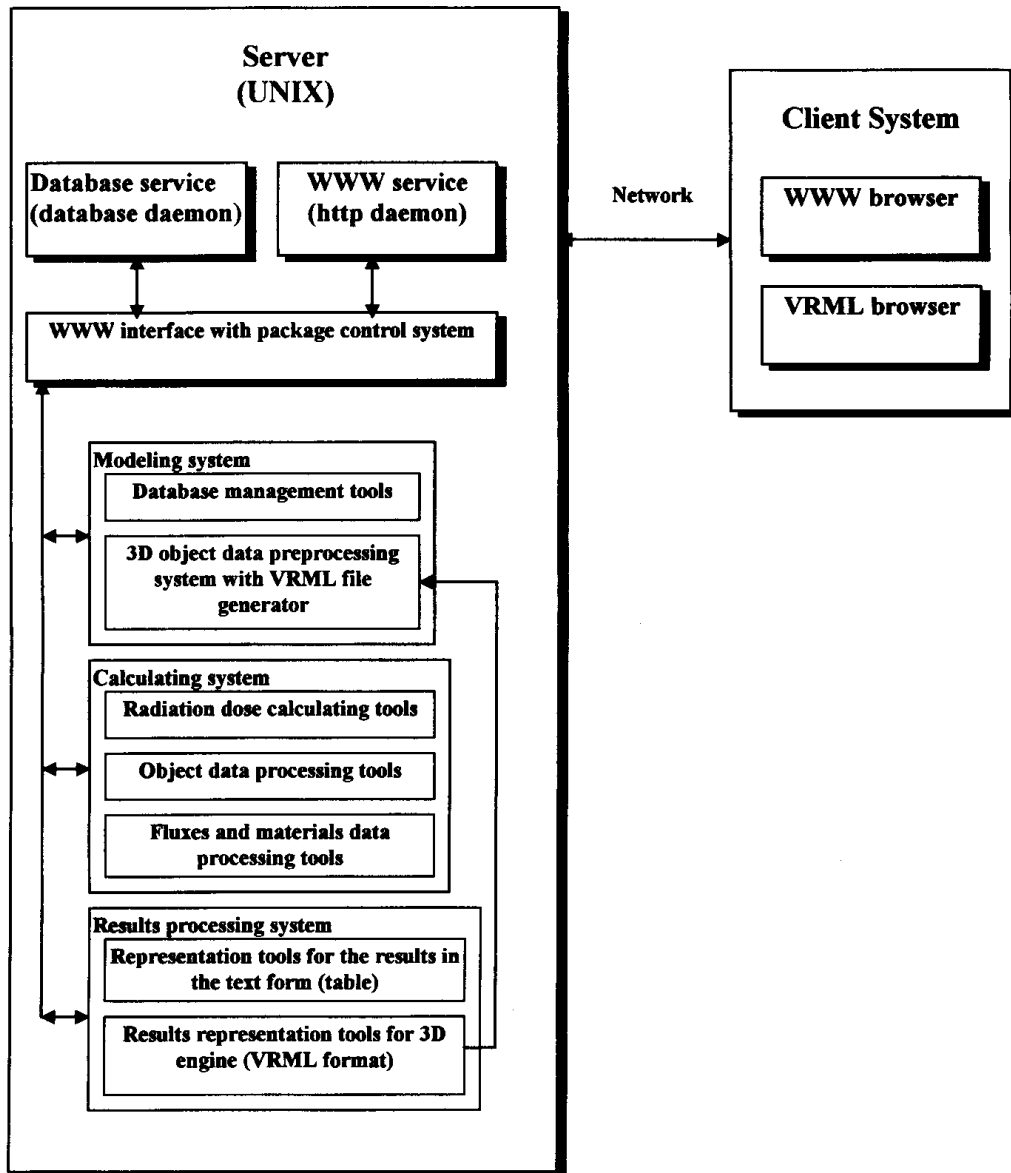 Server
(UNIX)
Database service
(database daemon)
WWW service
(http daemon)
WWW interface with package control system
Modeling system
Database management tools
3D object data preprocessing
system with VRML file
generator
Calculating system
Radiation dose calculating tools
Object data processing tools
Fluxes and materials data
processing tools
Results processing system
Representation tools for the results in
the text form (table)
Results representation tools for 3D
engine (VRML format)
Network
Client System
WWW browser
VRML browser